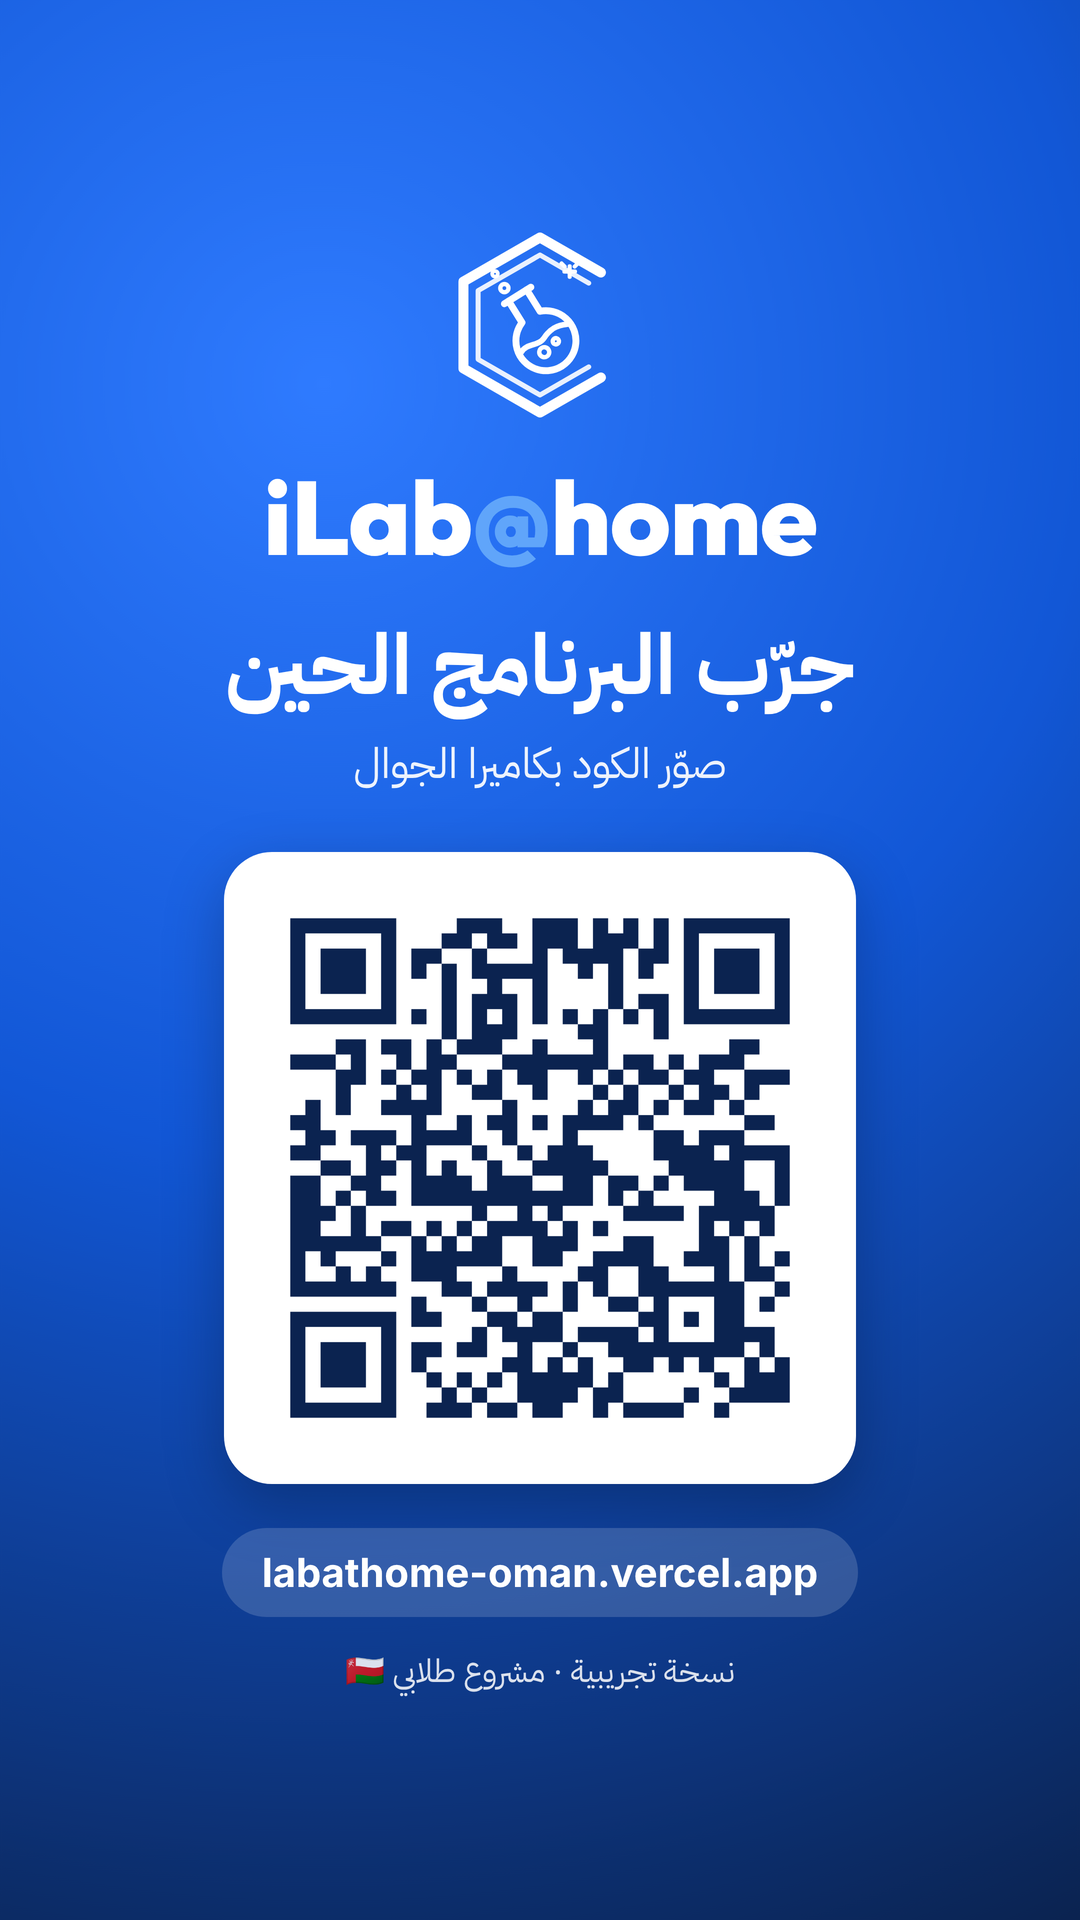 iLab@home
جرّب البرنامج الحين
صوّر الكود بكاميرا الجوال
labathome-oman.vercel.app
نسخة تجريبية · مشروع طلابي 🇴🇲